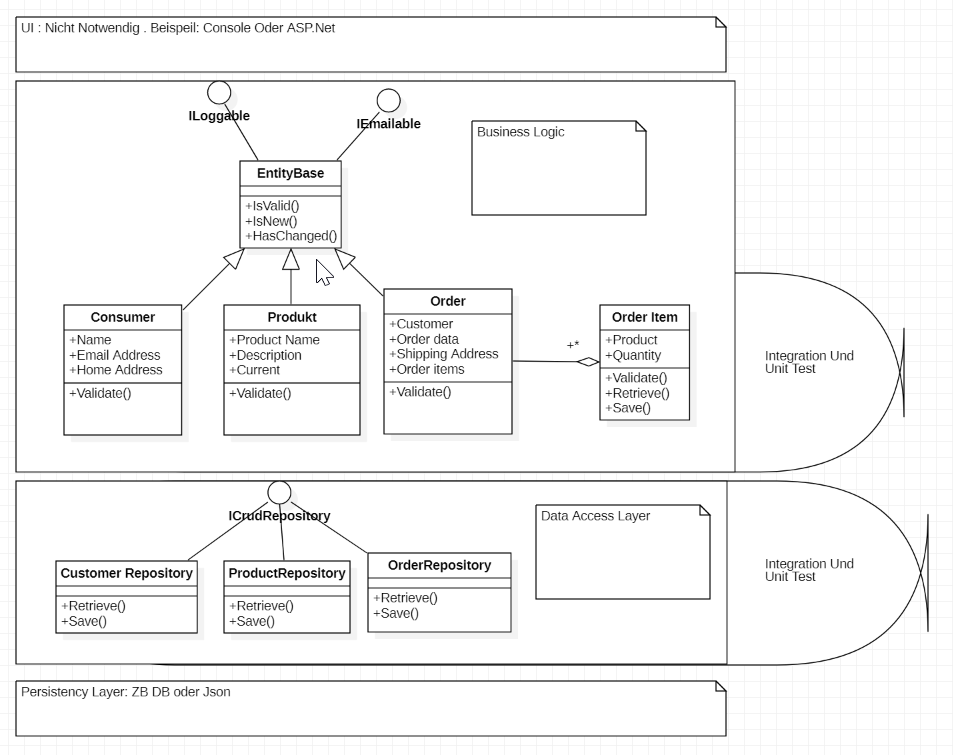 UI : Nicht Notwendig . Beispeil: Console Oder ASP.Net
ILoggable
IEmailable
Business Logic
EntityBase
+IsValid()
+IsNew()
+HasChanged()
Consumer
+Name
+Email Address
+Home Address
+Validate()
Produkt
+Product Name
+Description
+Current
+Validate()
Order
+Customer
+Order data
+Shipping Address
+Order items
+Validate()
+*
Order Item
+Product
+Quantity
+Validate()
+Retrieve()
+Save()
Integration Und
Unit Test
ICrudRepository
Data Access Layer
Customer Repository
+Retrieve()
+Save()
ProductRepository
+Retrieve()
+Save()
OrderRepository
+Retrieve()
+Save()
Integration Und
Unit Test
Persistency Layer: ZB DB oder Json